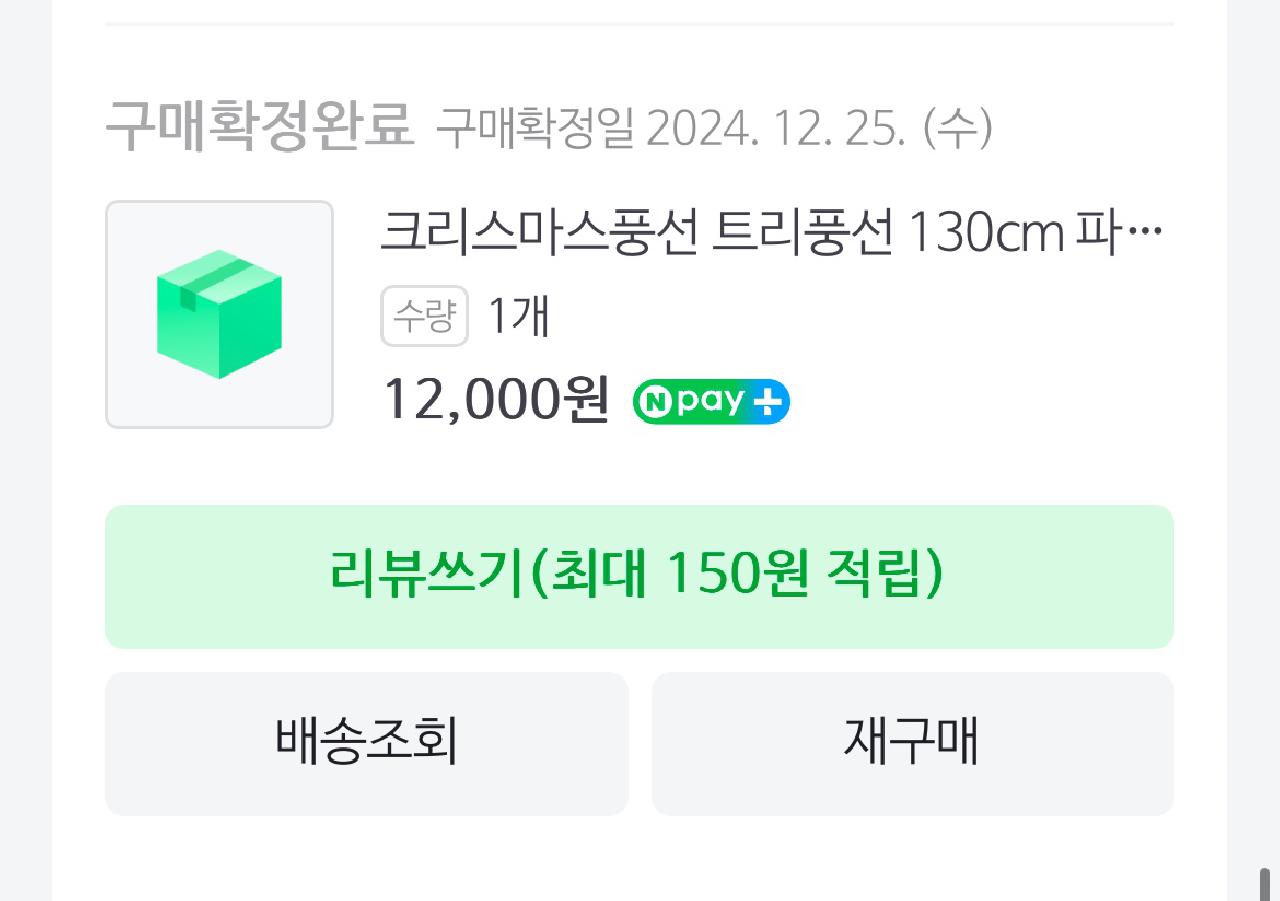 구매확정완료 구매확정일 2024. 12. 25. (수)
크리스마스풍선 트리풍선 130cm 파…
수량 1개
12,000원 N pay +
리뷰쓰기(최대 150원 적립)
배송조회 재구매